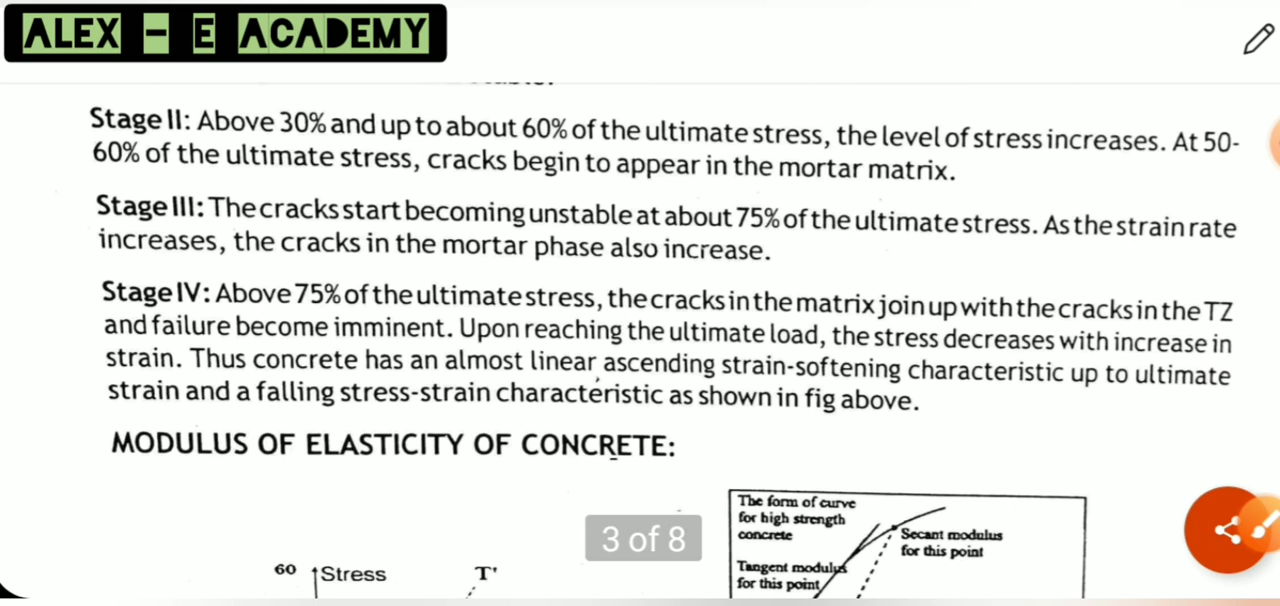 ALEX - E ACADEMY
Stage II: Above 30% and up to about 60% of the ultimate stress, the level of stress increases. At 50-
60% of the ultimate stress, cracks begin to appear in the mortar matrix.
Stage III: The cracks start becoming unstable at about 75% of the ultimate stress. As the strain rate
increases, the cracks in the mortar phase also increase.
Stage IV: Above 75% of the ultimate stress, the cracks in the matrix join up with the cracks in the TZ
and failure become imminent. Upon reaching the ultimate load, the stress decreases with increase in
strain. Thus concrete has an almost linear ascending strain-softening characteristic up to ultimate
strain and a falling stress-strain characteristic as shown in fig above.
MODULUS OF ELASTICITY OF CONCRETE:
The form of curve
for high strength
concrete
Secant modulus
for this point
Tangent modulus
for this point
3 of 8
60
Stress
T'